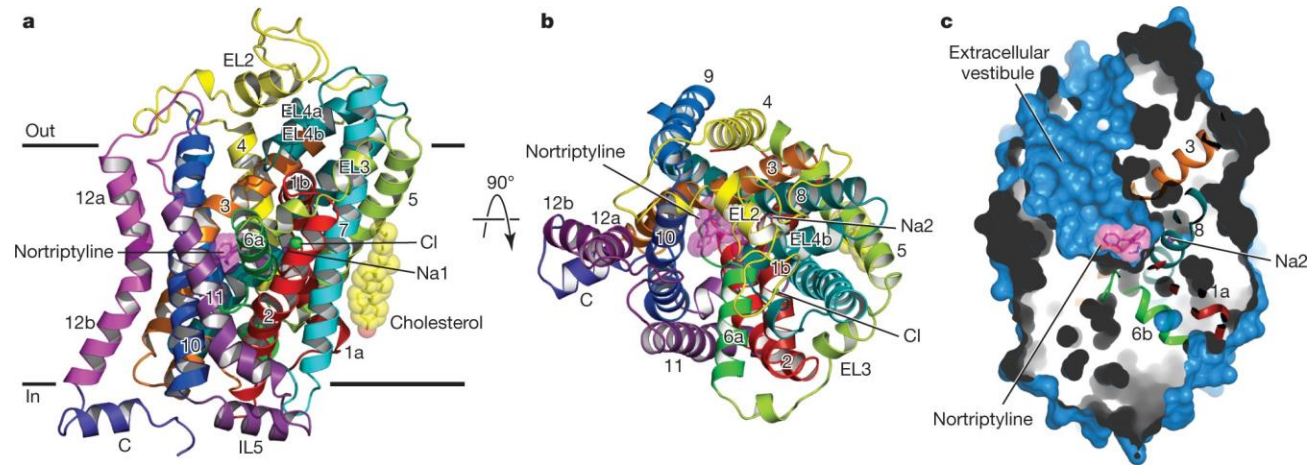 a
EL2
EL4a
Out
EL4b
4
EL3
1b
12a
5
3
7
6a
Cl
Nortriptyline
Na1
11
2
Cholesterol
12b
1a
10
In
C
IL5
90°
b
9
4
Nortriptyline
3
8
12b
12a
EL2
Na2
10
EL4b
5
1b
C
Cl
6a
11
2
EL3
c
Extracellular
vestibule
3
8
Na2
1a
6b
Nortriptyline